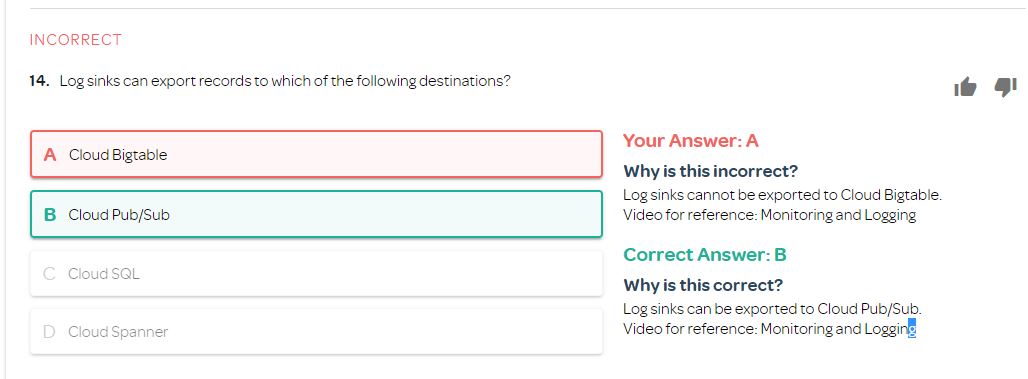 INCORRECT
14. Log sinks can export records to which of the following destinations?
A Cloud Bigtable
B Cloud Pub/Sub
C Cloud SQL
D Cloud Spanner
Your Answer: A
Why is this incorrect?
Log sinks cannot be exported to Cloud Bigtable.
Video for reference: Monitoring and Logging
Correct Answer: B
Why is this correct?
Log sinks can be exported to Cloud Pub/Sub.
Video for reference: Monitoring and Logging